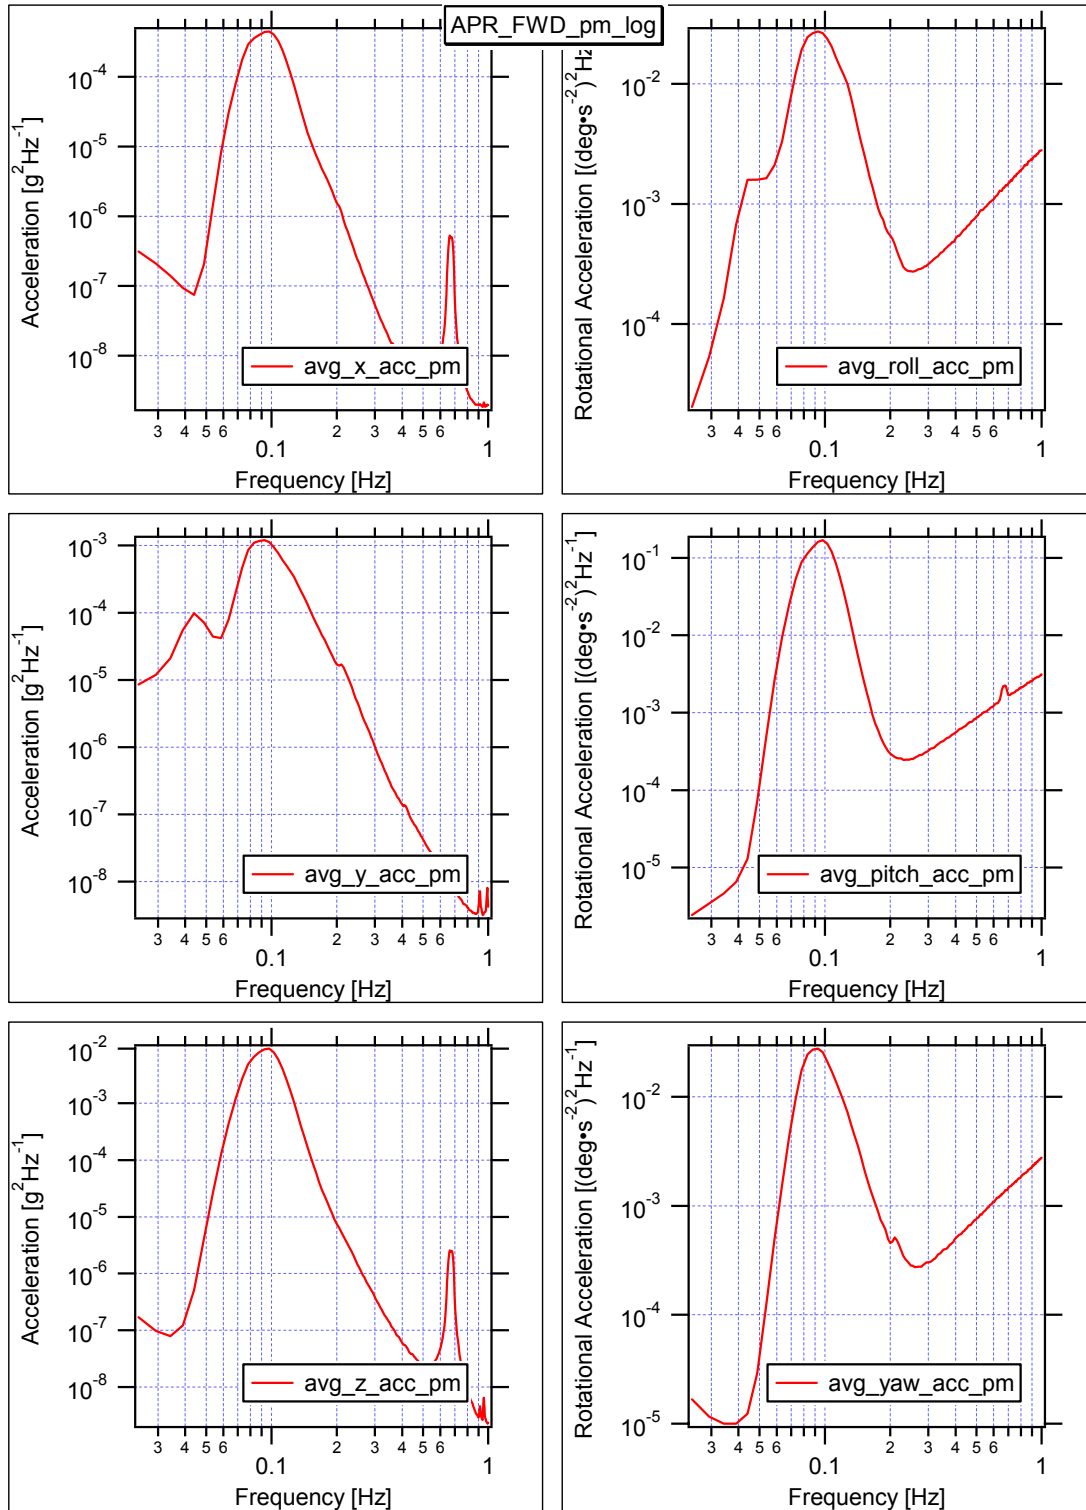 APR_FWD_pm_log
Acceleration [g²Hz⁻¹]
10⁻⁴
10⁻⁵
10⁻⁶
10⁻⁷
10⁻⁸
avg_x_acc_pm
3 4 5 6 2 3 4 5 6
0.1 1
Frequency [Hz]
Rotational Acceleration [(deg•s⁻²)²Hz
10⁻²
10⁻³
10⁻⁴
avg_roll_acc_pm
3 4 5 6 2 3 4 5 6
0.1 1
Frequency [Hz]
Acceleration [g²Hz⁻¹]
10⁻³
10⁻⁴
10⁻⁵
10⁻⁶
10⁻⁷
10⁻⁸
avg_y_acc_pm
3 4 5 6 2 3 4 5 6
0.1 1
Frequency [Hz]
Rotational Acceleration [(deg•s⁻²)²Hz⁻¹]
10⁻¹
10⁻²
10⁻³
10⁻⁴
10⁻⁵
avg_pitch_acc_pm
3 4 5 6 2 3 4 5 6
0.1 1
Frequency [Hz]
Acceleration [g²Hz⁻¹]
10⁻²
10⁻³
10⁻⁴
10⁻⁵
10⁻⁶
10⁻⁷
10⁻⁸
avg_z_acc_pm
3 4 5 6 2 3 4 5 6
0.1 1
Frequency [Hz]
Rotational Acceleration [(deg•s⁻²)²Hz⁻¹]
10⁻²
10⁻³
10⁻⁴
10⁻⁵
avg_yaw_acc_pm
3 4 5 6 2 3 4 5 6
0.1 1
Frequency [Hz]